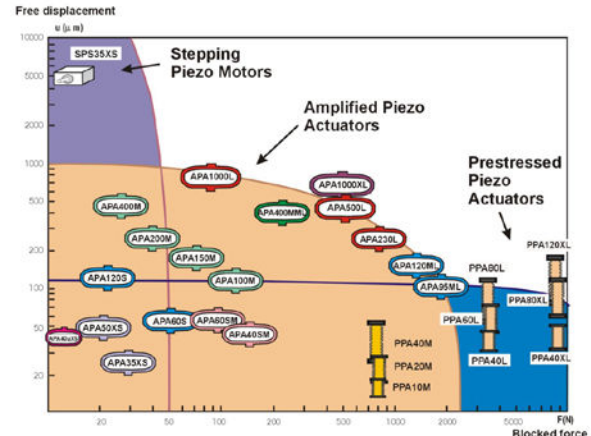 Free displacement
u (µm)
10000
5000
2000
1000
500
200
100
50
20
SPS35XS
Stepping
Piezo Motors
Amplified Piezo
Actuators
Prestressed
Piezo
Actuators
APA1000L
APA1000XL
APA400M
APA400MML
APA500L
APA200M
APA230L
APA150M
APA120ML
APA120S
APA100M
APA95ML
APA50XS
APA60S
APA60SM
APA40SM
APA35XS
PPA40M
PPA20M
PPA10M
PPA120XL
PPA80L
PPA80XL
PPA60L
PPA40L
PPA40XL
20
50
100
200
500
1000
2000
5000
F(N)
Blocked force